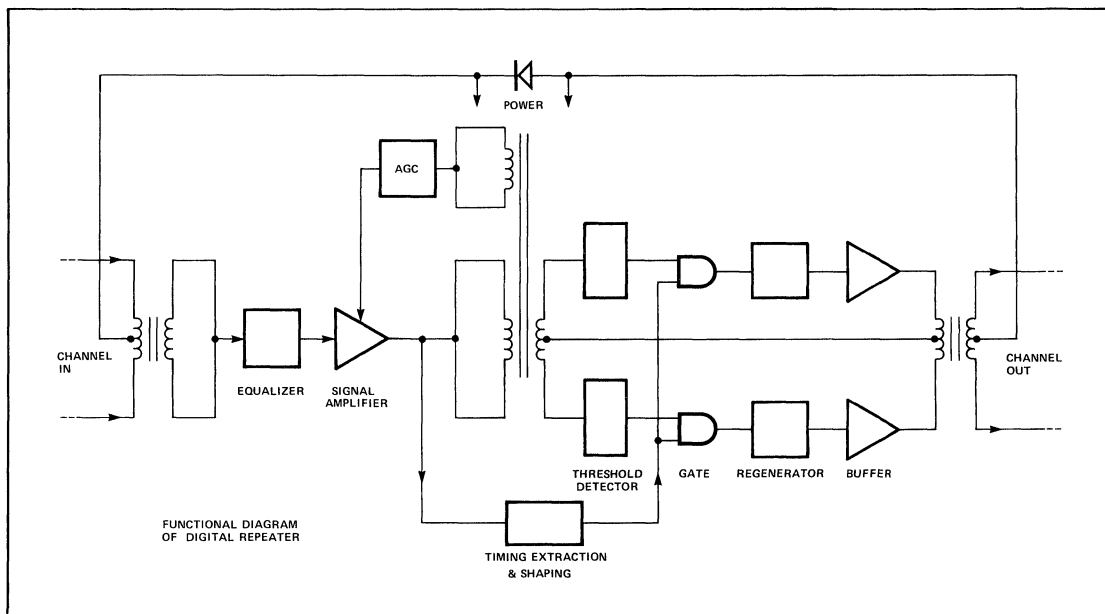 POWER
AGC
CHANNEL
IN
EQUALIZER
SIGNAL
AMPLIFIER
THRESHOLD
DETECTOR
GATE
REGENERATOR
BUFFER
CHANNEL
OUT
FUNCTIONAL DIAGRAM
OF DIGITAL REPEATER
TIMING EXTRACTION
& SHAPING